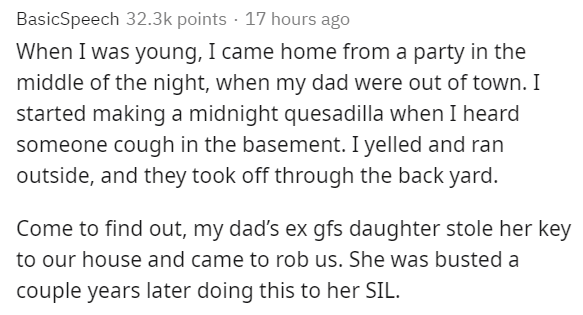 BasicSpeech 32.3k points · 17 hours ago
When I was young, I came home from a party in the
middle of the night, when my dad were out of town. I
started making a midnight quesadilla when I heard
someone cough in the basement. I yelled and ran
outside, and they took off through the back yard.
Come to find out, my dad’s ex gfs daughter stole her key
to our house and came to rob us. She was busted a
couple years later doing this to her SIL.